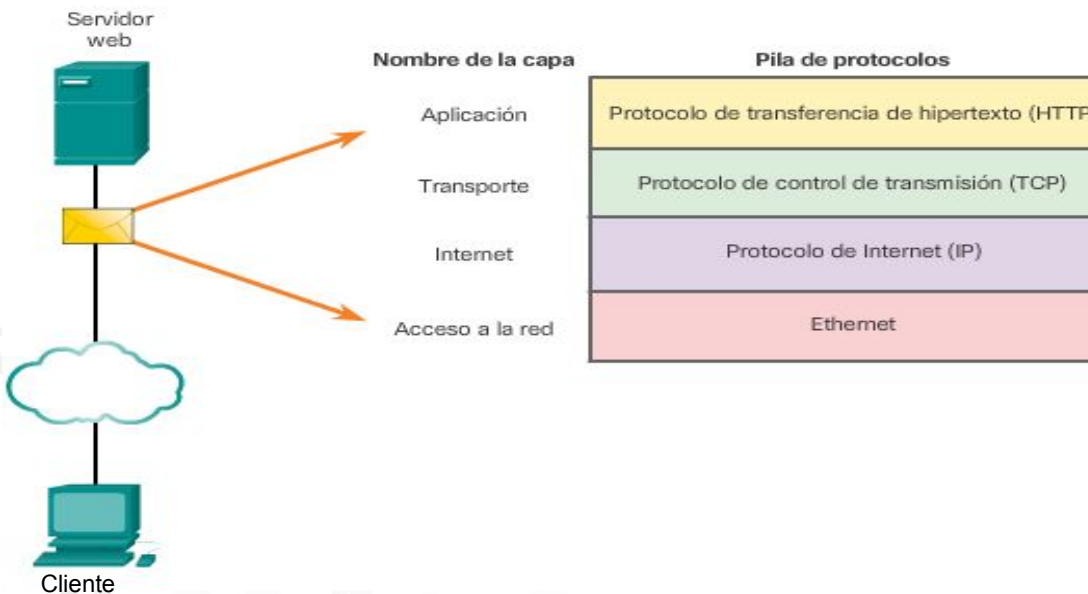 Servidor
web
Nombre de la capa
Pila de protocolos
Aplicación
Protocolo de transferencia de hipertexto (HTTP
Transporte
Protocolo de control de transmisión (TCP)
Internet
Protocolo de Internet (IP)
Acceso a la red
Ethernet
Cliente